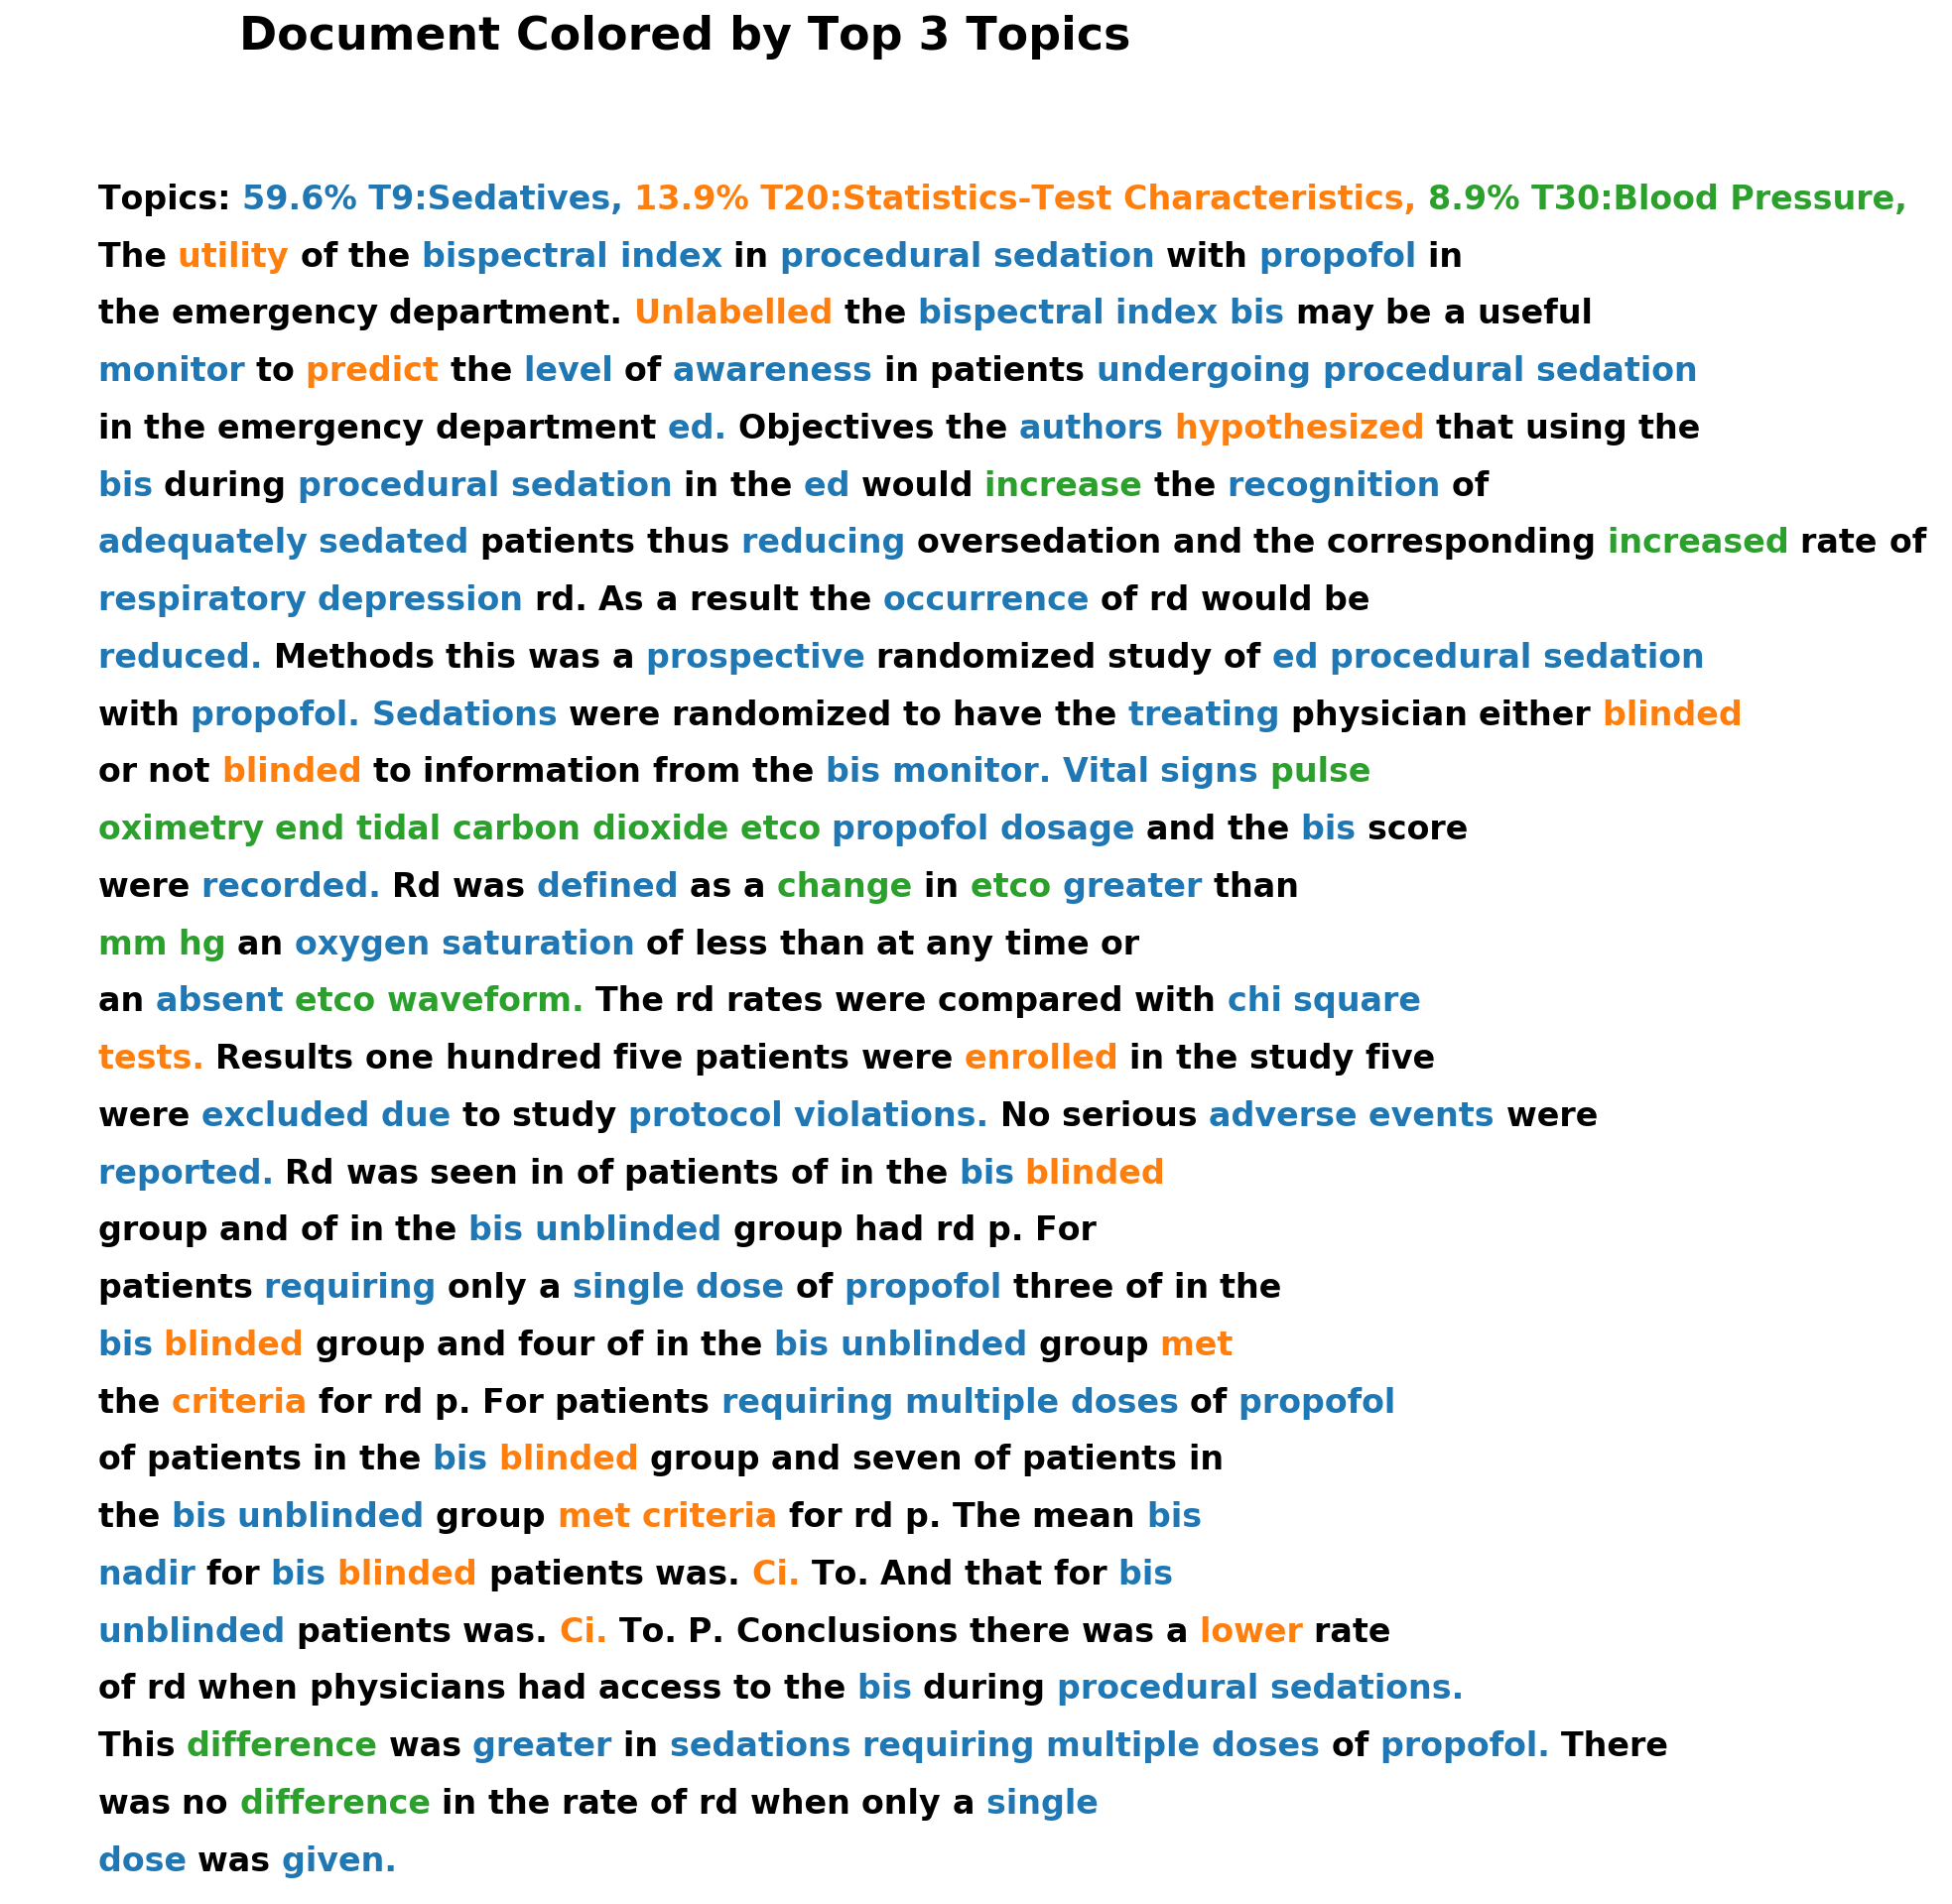 Document Colored by Top 3 Topics
Topics: 59.6% T9:Sedatives, 13.9% T20:Statistics-Test Characteristics, 8.9% T30:Blood Pressure,
The utility of the bispectral index in procedural sedation with propofol in
the emergency department. Unlabelled the bispectral index bis may be a useful
monitor to predict the level of awareness in patients undergoing procedural sedation
in the emergency department ed. Objectives the authors hypothesized that using the
bis during procedural sedation in the ed would increase the recognition of
adequately sedated patients thus reducing oversedation and the corresponding increased rate of
respiratory depression rd. As a result the occurrence of rd would be
reduced. Methods this was a prospective randomized study of ed procedural sedation
with propofol. Sedations were randomized to have the treating physician either blinded
or not blinded to information from the bis monitor. Vital signs pulse
oximetry end tidal carbon dioxide etco propofol dosage and the bis score
were recorded. Rd was defined as a change in etco greater than
mm hg an oxygen saturation of less than at any time or
an absent etco waveform. The rd rates were compared with chi square
tests. Results one hundred five patients were enrolled in the study five
were excluded due to study protocol violations. No serious adverse events were
reported. Rd was seen in of patients of in the bis blinded
group and of in the bis unblinded group had rd p. For
patients requiring only a single dose of propofol three of in the
bis blinded group and four of in the bis unblinded group met
the criteria for rd p. For patients requiring multiple doses of propofol
of patients in the bis blinded group and seven of patients in
the bis unblinded group met criteria for rd p. The mean bis
nadir for bis blinded patients was. Ci. To. And that for bis
unblinded patients was. Ci. To. P. Conclusions there was a lower rate
of rd when physicians had access to the bis during procedural sedations.
This difference was greater in sedations requiring multiple doses of propofol. There
was no difference in the rate of rd when only a single
dose was given.